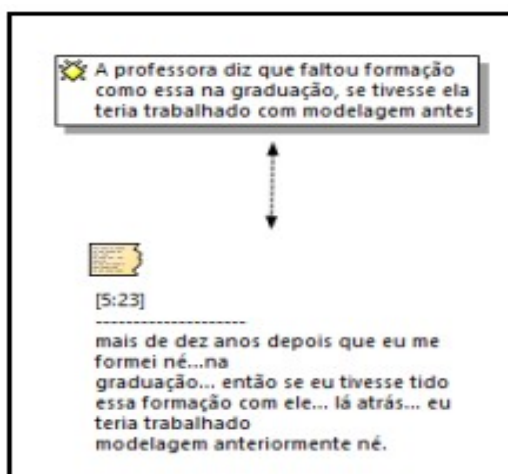 A professora diz que faltou formação
como essa na graduação, se tivesse ela
teria trabalhado com modelagem antes
[5:23]
--------------------
mais de dez anos depois que eu me
formei né...na
graduação... então se eu tivesse tido
essa formação com ele... lá atrás... eu
teria trabalhado
modelagem anteriormente né.